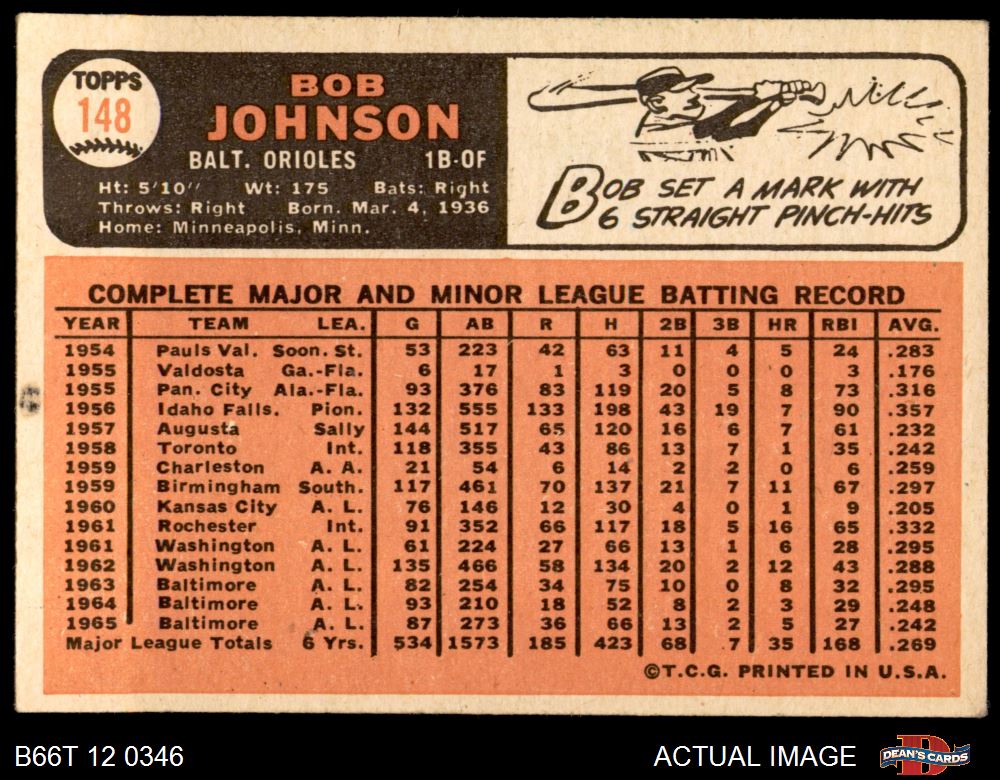 TOPPS
148
BOB
JOHNSON
BALT. ORIOLES 1B-OF
Ht: 5'10" Wt: 175 Bats: Right
Throws: Right Born. Mar. 4, 1936
Home: Minneapolis, Minn.
BOB SET A MARK WITH
6 STRAIGHT PINCH-HITS
COMPLETE MAJOR AND MINOR LEAGUE BATTING RECORD
YEAR TEAM LEA. G AB R H 2B 3B HR RBI AVG.
1954 Pauls Val. Soon. St. 53 223 42 63 11 4 5 24 .283
1955 Valdosta Ga.-Fla. 6 17 1 3 0 0 0 3 .176
1955 Pan. City Ala.-Fla. 93 376 83 119 20 5 8 73 .316
1956 Idaho Falls. Pion. 132 555 133 198 43 19 7 90 .357
1957 Augusta Sally 144 517 65 120 16 6 7 61 .232
1958 Toronto Int. 118 355 43 86 13 7 1 35 .242
1959 Charleston A. A. 21 54 6 14 2 2 0 6 .259
1959 Birmingham South. 117 461 70 137 21 7 11 67 .297
1960 Kansas City A. L. 76 146 12 30 4 0 1 9 .205
1961 Rochester Int. 91 352 66 117 18 5 16 65 .332
1961 Washington A. L. 61 224 27 66 13 1 6 28 .295
1962 Washington A. L. 135 466 58 134 20 2 12 43 .288
1963 Baltimore A. L. 82 254 34 75 10 0 8 32 .295
1964 Baltimore A. L. 93 210 18 52 8 2 3 29 .248
1965 Baltimore A. L. 87 273 36 66 13 2 5 27 .242
Major League Totals 6 Yrs. 534 1573 185 423 68 7 35 168 .269
©T.C.G. PRINTED IN U.S.A.
B66T 12 0346 ACTUAL IMAGE DEAN'S CARDS